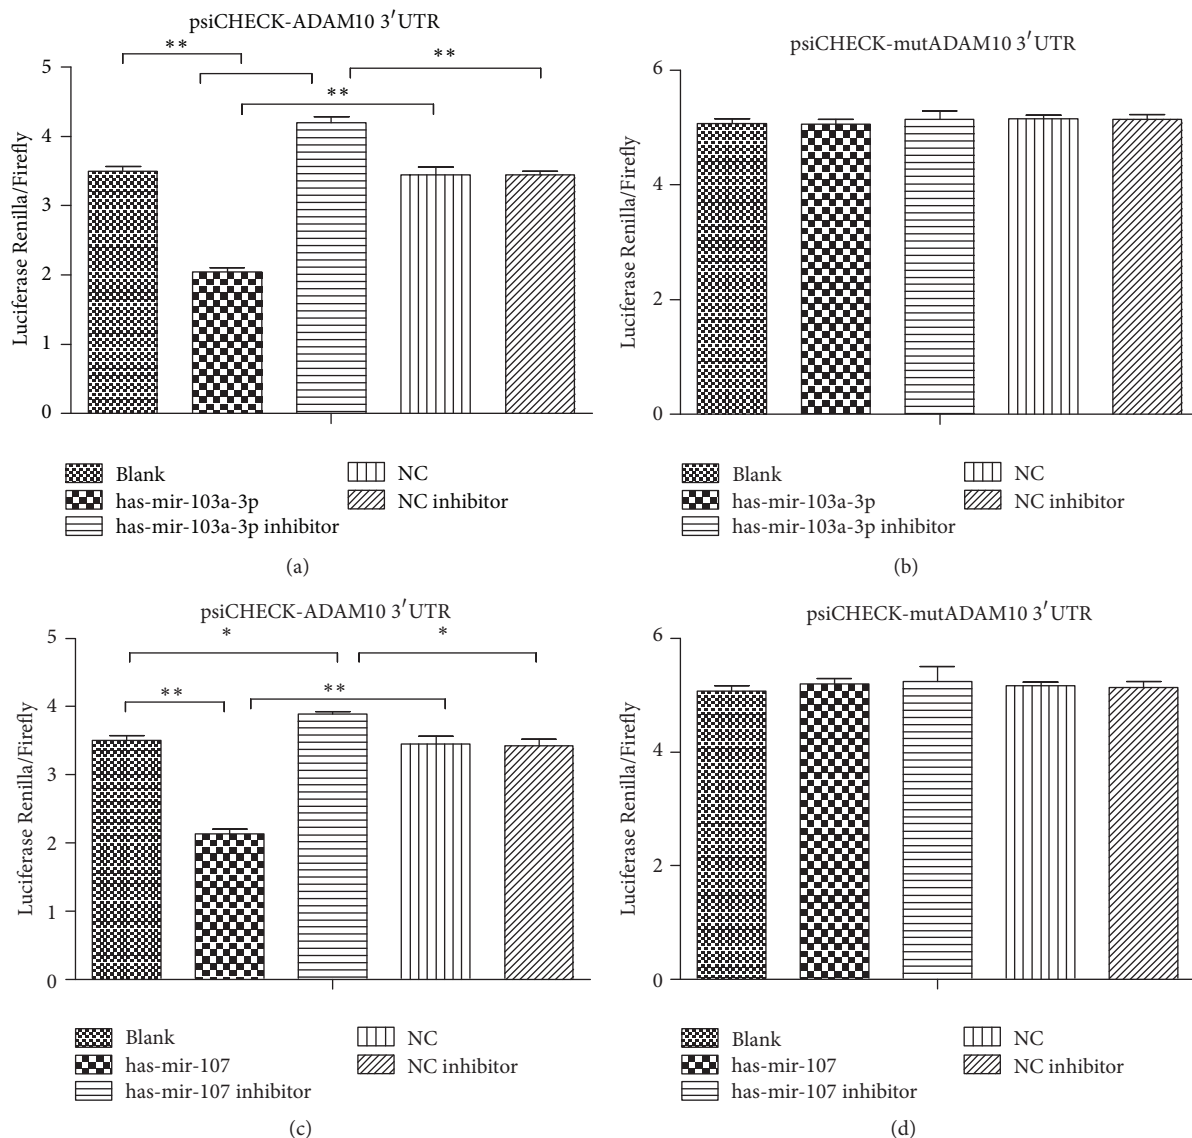 psiCHECK-ADAM10 3′UTR
**
**
**
5
4
3
2
1
0
Luciferase Renilla/Firefly
Blank
has-mir-103a-3p
has-mir-103a-3p inhibitor
NC
NC inhibitor
(a)
psiCHECK-mutADAM10 3′UTR
6
4
2
0
Luciferase Renilla/Firefly
Blank
has-mir-103a-3p
has-mir-103a-3p inhibitor
NC
NC inhibitor
(b)
psiCHECK-ADAM10 3′UTR
*
*
**
**
5
4
3
2
1
0
Luciferase Renilla/Firefly
Blank
has-mir-107
has-mir-107 inhibitor
NC
NC inhibitor
(c)
psiCHECK-mutADAM10 3′UTR
6
4
2
0
Luciferase Renilla/Firefly
Blank
has-mir-107
has-mir-107 inhibitor
NC
NC inhibitor
(d)